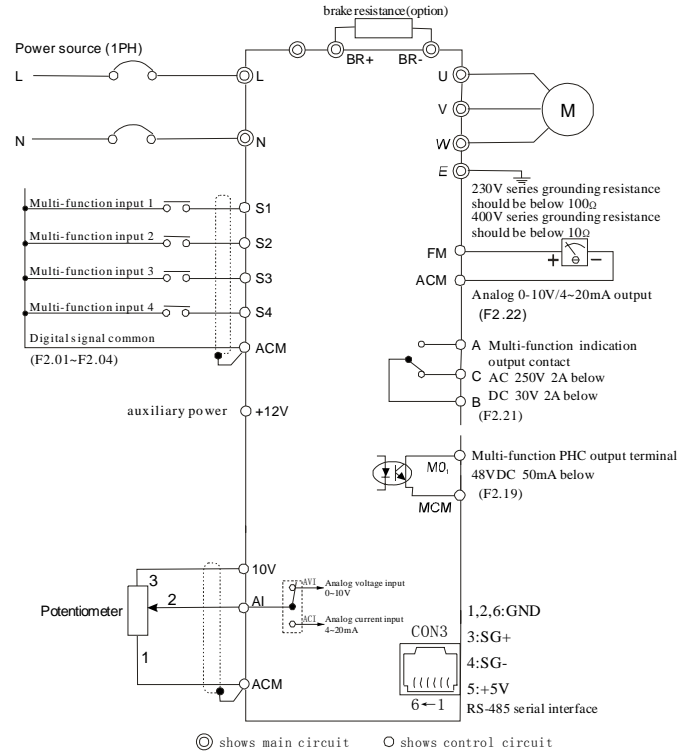 brake resistance(option)
Power source (1PH)
BR+ BR-
L L
U
V
M
N N
W
E
230V series grounding resistance
should be below 100Ω
400V series grounding resistance
should be below 10Ω
Multi-function input 1 S1
Multi-function input 2 S2
Multi-function input 3 S3
Multi-function input 4 S4
Digital signal common ACM
(F2.01~F2.04)
FM
+ −
ACM
Analog 0-10V/4~20mA output
(F2.22)
A Multi-function indication
output contact
C AC 250V 2A below
B DC 30V 2A below
(F2.21)
auxiliary power +12V
MO1 Multi-function PHC output terminal
48VDC 50mA below
MCM (F2.19)
10V
3
AI
2
Potentiometer
1
ACM
AVI Analog voltage input
0~10V
ACI Analog current input
4~20mA
CON3
6←1
1,2,6:GND
3:SG+
4:SG-
5:+5V
RS-485 serial interface
shows main circuit shows control circuit